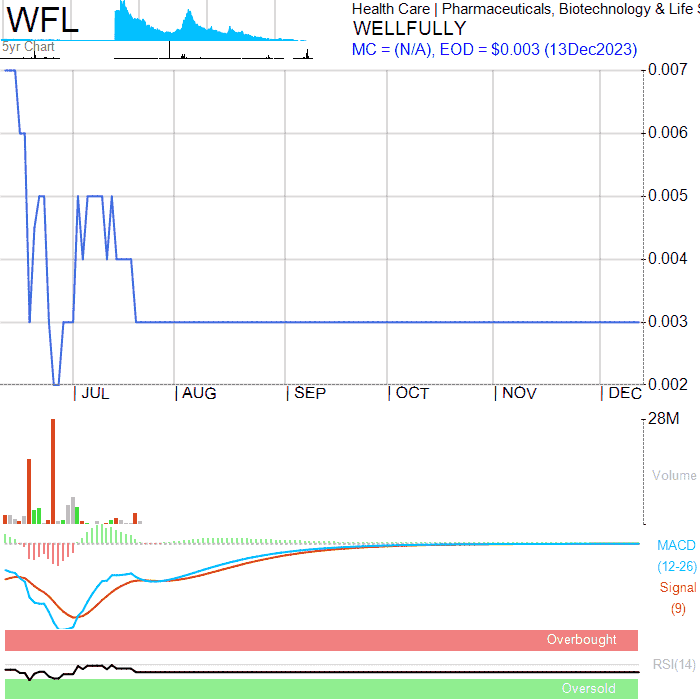 WFL
5yr Chart
Health Care | Pharmaceuticals, Biotechnology & Life S
WELLFULLY
MC = (N/A), EOD = $0.003 (13Dec2023)
0.007
0.006
0.005
0.004
0.003
0.002
JUL AUG SEP OCT NOV DEC
28M
Volume
MACD
(12-26)
Signal
(9)
Overbought
RSI(14)
Oversold